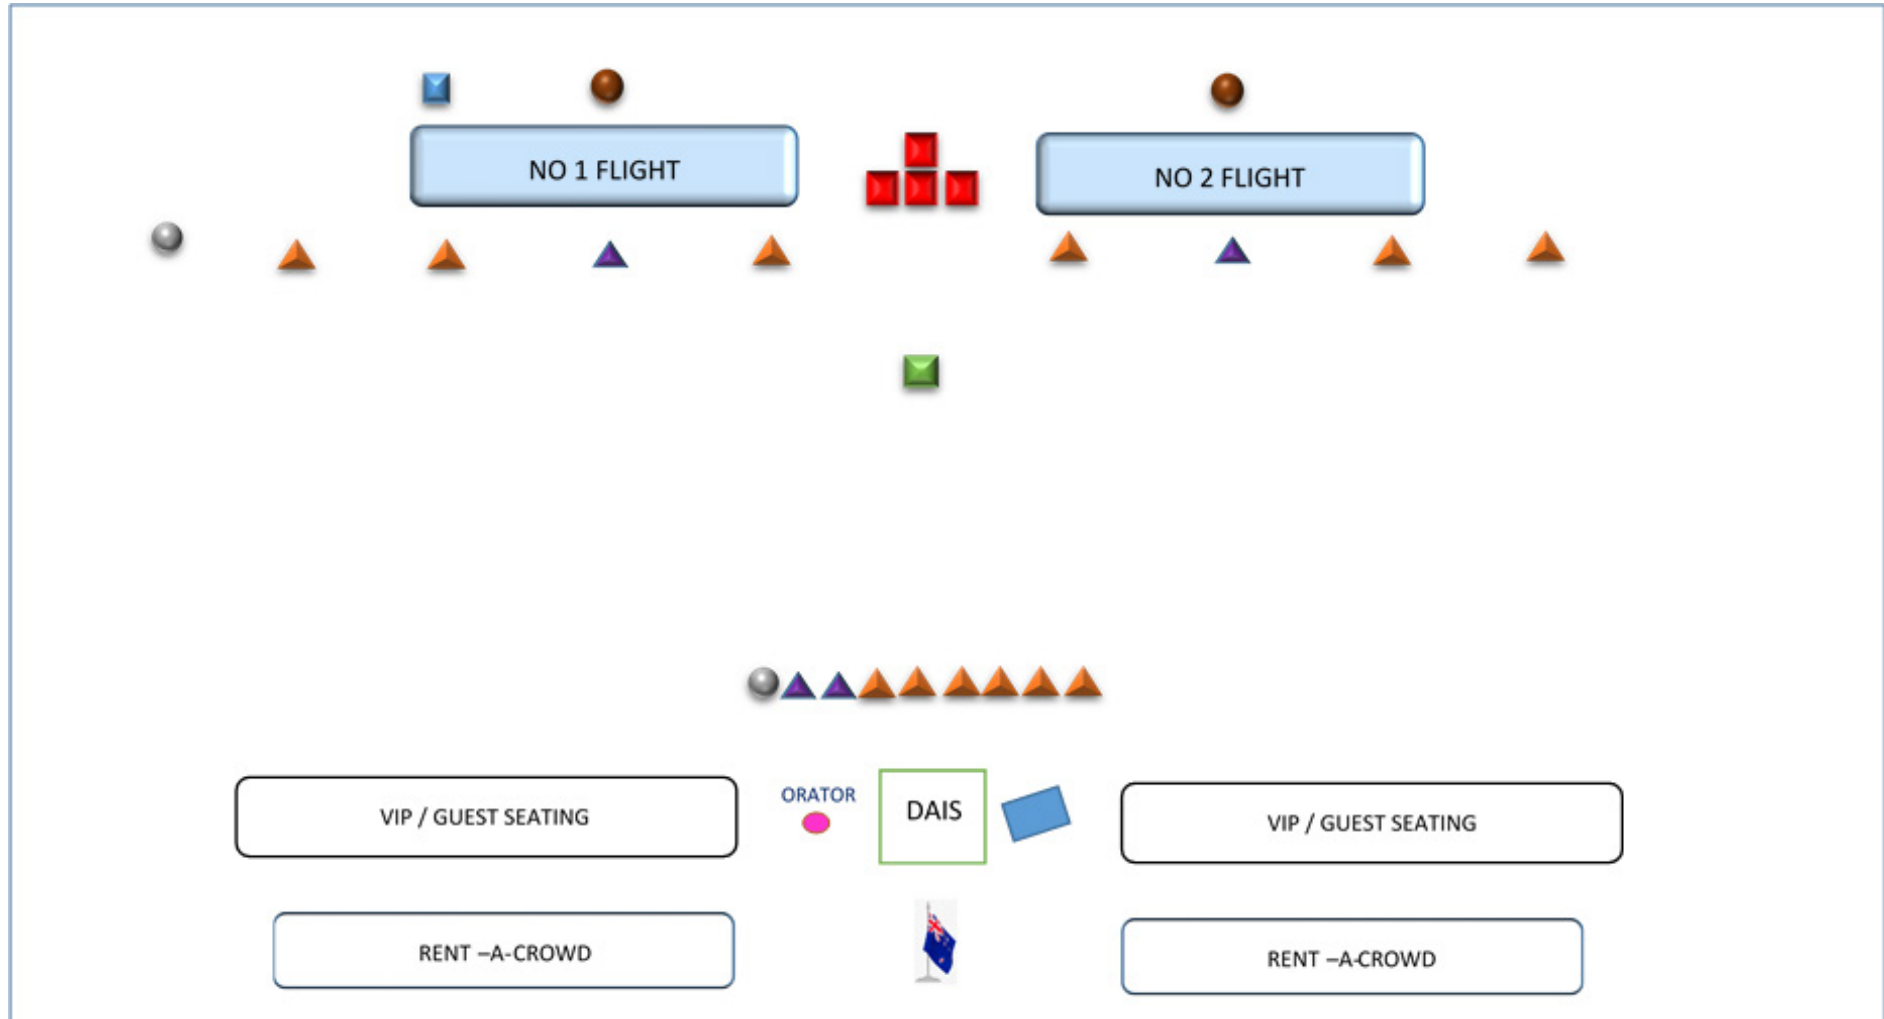 NO 1 FLIGHT
NO 2 FLIGHT
ORATOR
VIP / GUEST SEATING
DAIS
VIP / GUEST SEATING
RENT –A-CROWD
RENT –A-CROWD